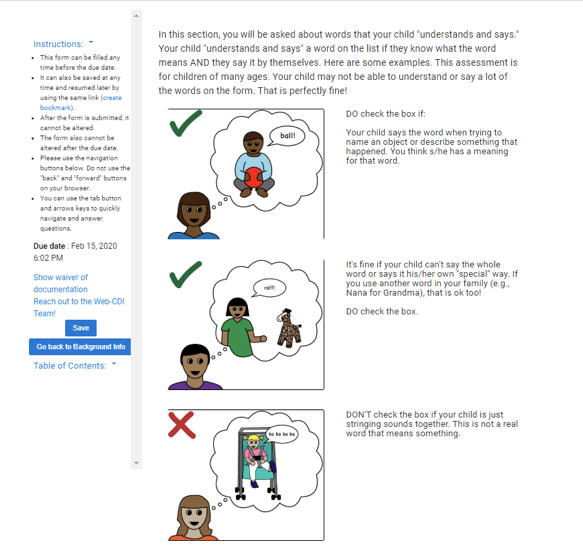 Instructions:
This form can be filled any
time before the due date.
It can also be saved at any
time and resumed later by
using the same link (create
bookmark).
After the form is submitted, it
cannot be altered.
The form also cannot be
altered after the due date.
Please use the navigation
buttons below. Do not use the
"back" and "forward" buttons
on your browser.
You can use the tab button
and arrows keys to quickly
navigate and answer
questions.
Due date : Feb 15, 2020
6:02 PM
Show waiver of
documentation
Reach out to the Web-CDI
Team!
Save
Go back to Background Info
Table of Contents:
In this section, you will be asked about words that your child "understands and says."
Your child "understands and says" a word on the list if they know what the word
means AND they say it by themselves. Here are some examples. This assessment is
for children of many ages. Your child may not be able to understand or say a lot of
the words on the form. That is perfectly fine!
ball!
DO check the box if:
Your child says the word when trying to
name an object or describe something that
happened. You think s/he has a meaning
for that word.
raff!
It's fine if your child can't say the whole
word or says it his/her own "special" way. If
you use another word in your family (e.g.,
Nana for Grandma), that is ok too!
DO check the box.
ba ba ba ba
DON'T check the box if your child is just
stringing sounds together. This is not a real
word that means something.